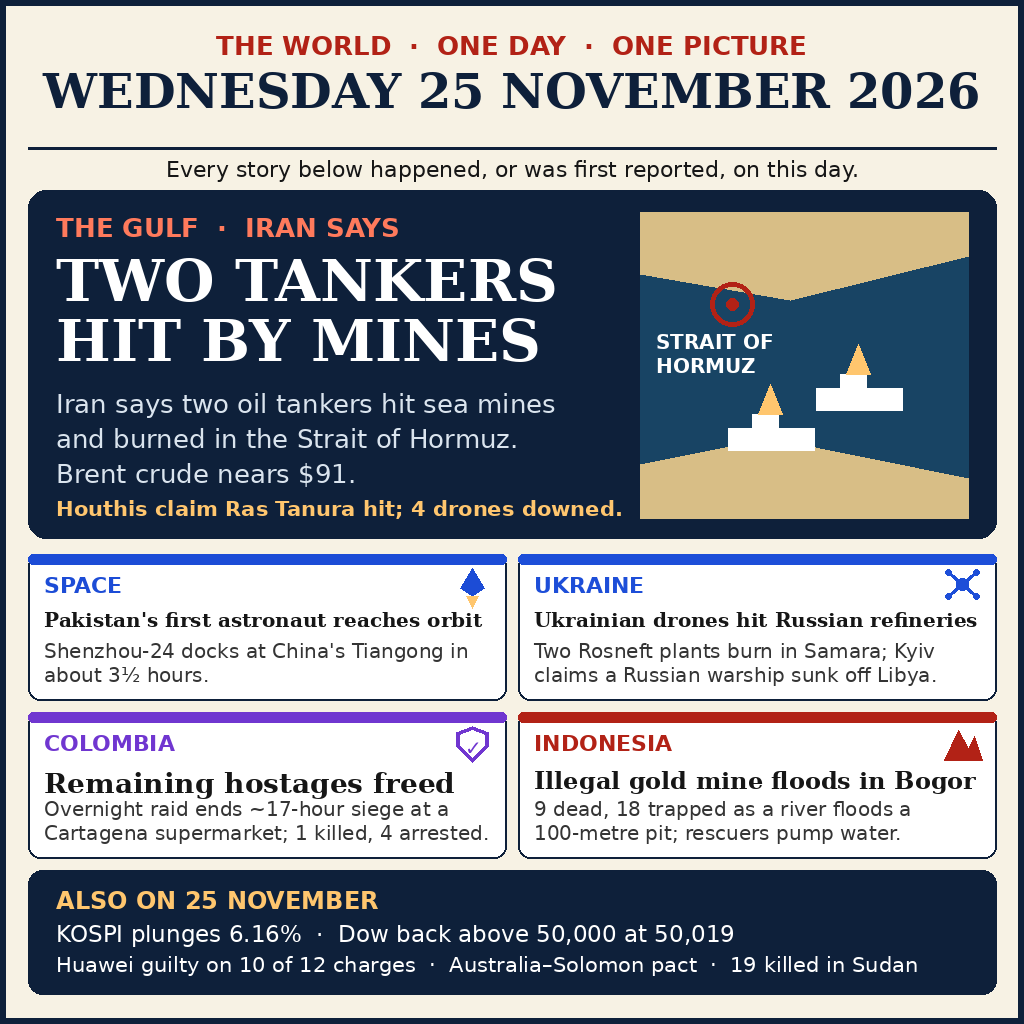 THE WORLD · ONE DAY · ONE PICTURE
WEDNESDAY 25 NOVEMBER 2026
Every story below happened, or was first reported, on this day.
THE GULF · IRAN SAYS
TWO TANKERS
HIT BY MINES
Iran says two oil tankers hit sea mines
and burned in the Strait of Hormuz.
Brent crude nears $91.
Houthis claim Ras Tanura hit; 4 drones downed.
STRAIT OF
HORMUZ
SPACE
Pakistan's first astronaut reaches orbit
Shenzhou-24 docks at China's Tiangong in
about 3½ hours.
UKRAINE
Ukrainian drones hit Russian refineries
Two Rosneft plants burn in Samara; Kyiv
claims a Russian warship sunk off Libya.
COLOMBIA
Remaining hostages freed
Overnight raid ends ~17-hour siege at a
Cartagena supermarket; 1 killed, 4 arrested.
INDONESIA
Illegal gold mine floods in Bogor
9 dead, 18 trapped as a river floods a
100-metre pit; rescuers pump water.
ALSO ON 25 NOVEMBER
KOSPI plunges 6.16% · Dow back above 50,000 at 50,019
Huawei guilty on 10 of 12 charges · Australia–Solomon pact · 19 killed in Sudan